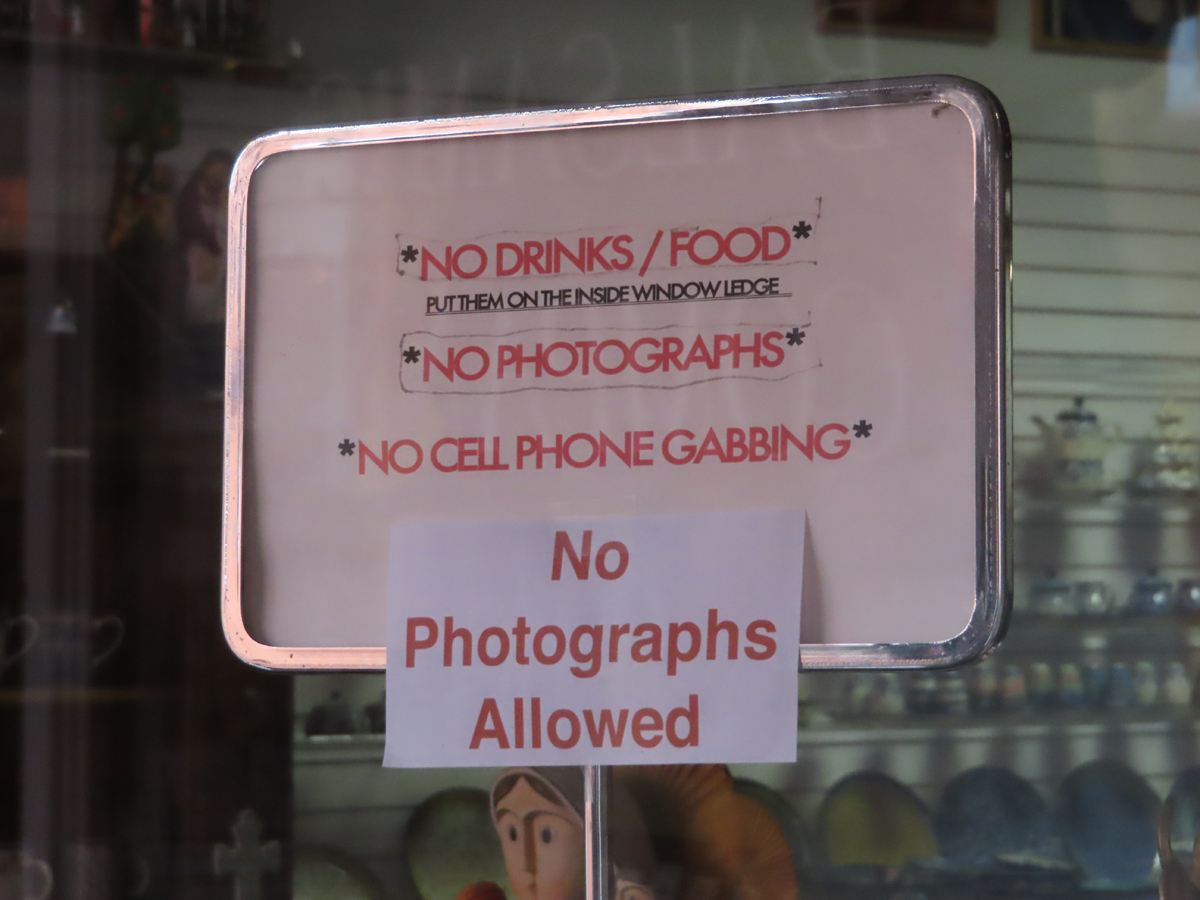 *NO DRINKS / FOOD*
PUT THEM ON THE INSIDE WINDOW LEDGE
*NO PHOTOGRAPHS*
*NO CELL PHONE GABBING*
No
Photographs
Allowed